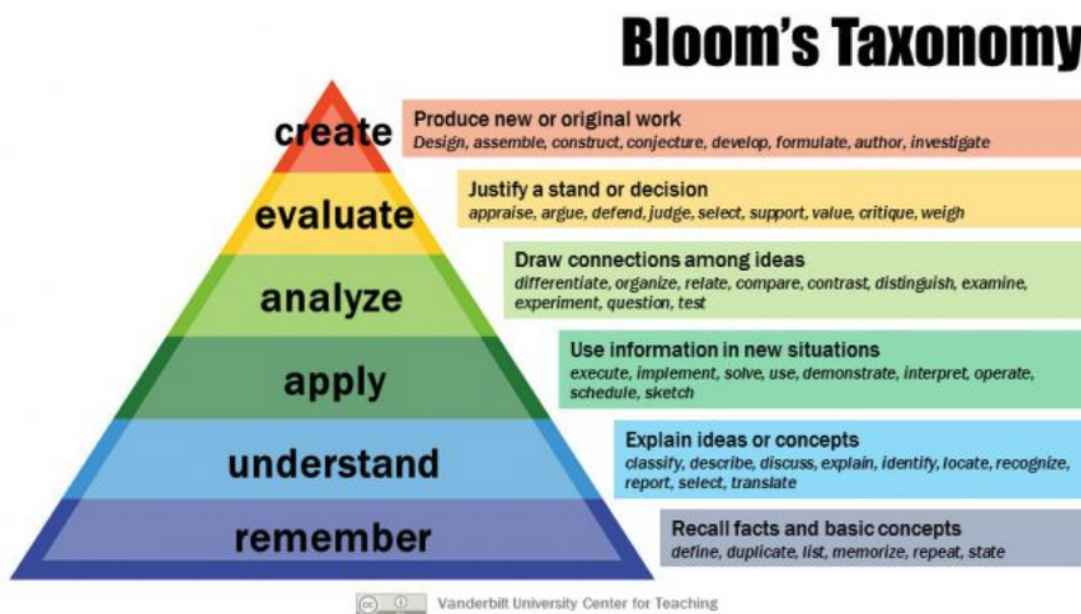 Bloom's Taxonomy
create
Produce new or original work
Design, assemble, construct, conjecture, develop, formulate, author, investigate
evaluate
Justify a stand or decision
appraise, argue, defend, judge, select, support, value, critique, weigh
analyze
Draw connections among ideas
differentiate, organize, relate, compare, contrast, distinguish, examine,
experiment, question, test
apply
Use information in new situations
execute, implement, solve, use, demonstrate, interpret, operate,
schedule, sketch
understand
Explain ideas or concepts
classify, describe, discuss, explain, identify, locate, recognize,
report, select, translate
remember
Recall facts and basic concepts
define, duplicate, list, memorize, repeat, state
cc
Vanderbilt University Center for Teaching